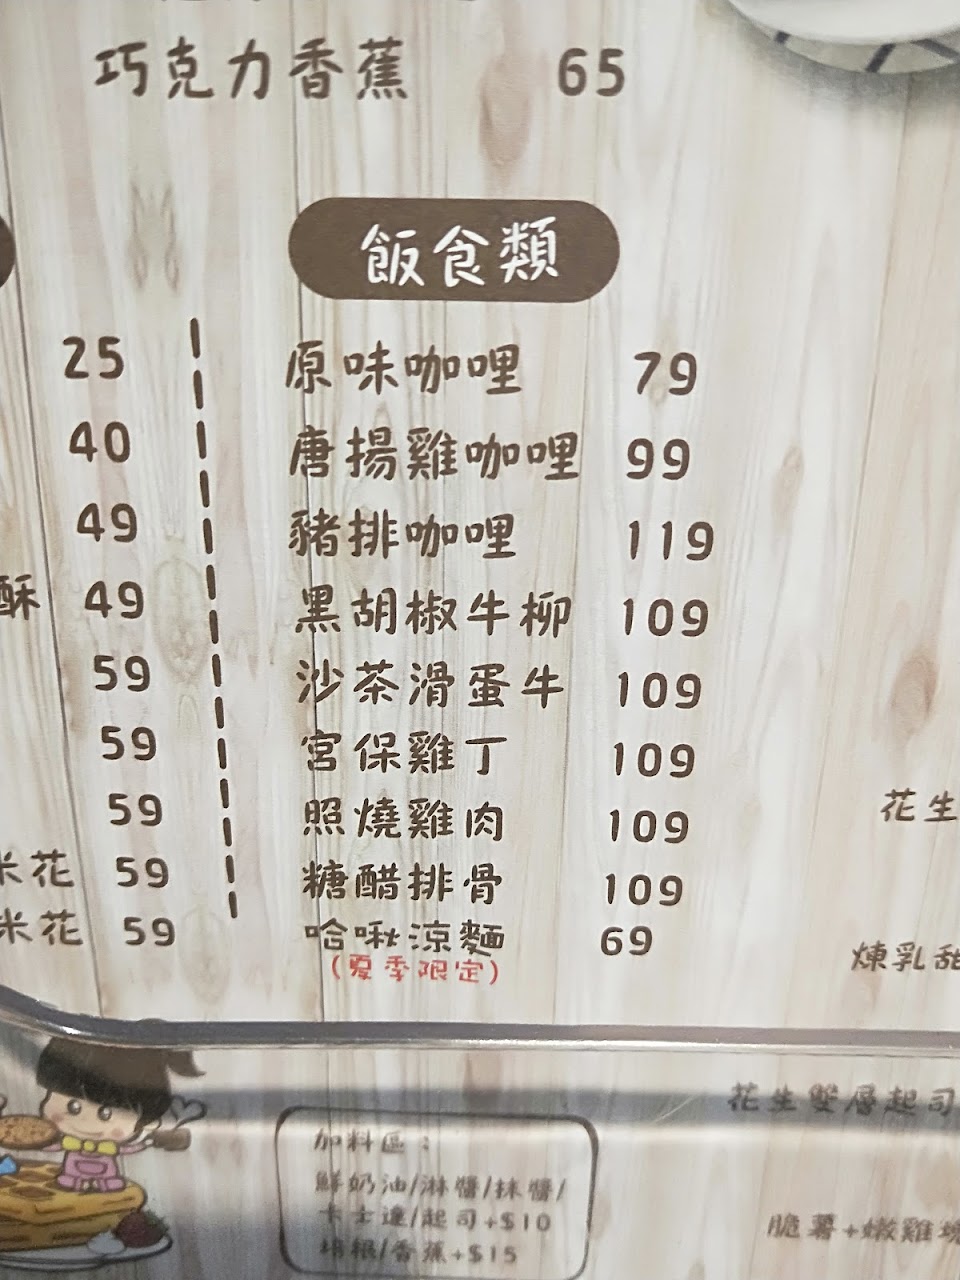 巧克力香蕉 65
飯食類
25
40
49
酥 49
59
59
59
米花 59
米花 59
原味咖哩 79
唐揚雞咖哩 99
豬排咖哩 119
黑胡椒牛柳 109
沙茶滑蛋牛 109
宮保雞丁 109
照燒雞肉 109
糖醋排骨 109
哈啾涼麵 69
(夏季限定)
花生
煉乳甜
花生雙層起司
脆薯+嫩雞塊
加料區:
鮮奶油/淋醬/抹醬/
卡士達/起司+$10
/香蕉+$15